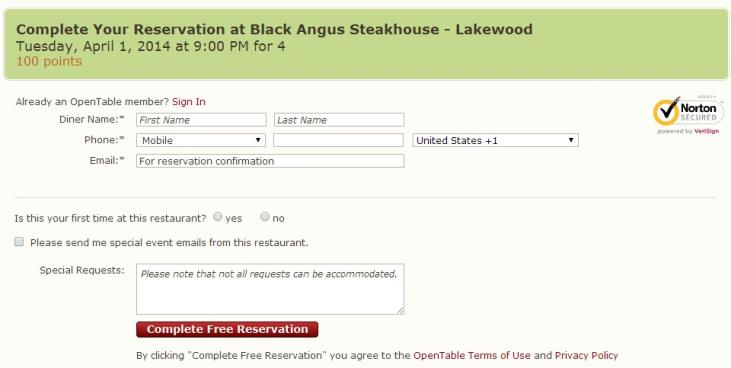 Complete Your Reservation at Black Angus Steakhouse - Lakewood
Tuesday, April 1, 2014 at 9:00 PM for 4
100 points
Already an OpenTable member? Sign In
Diner Name:* First Name Last Name
Phone:* Mobile United States +1
Email:* For reservation confirmation
Norton
SECURED
powered by VeriSign
Is this your first time at this restaurant? yes no
Please send me special event emails from this restaurant.
Special Requests: Please note that not all requests can be accommodated.
Complete Free Reservation
By clicking "Complete Free Reservation" you agree to the OpenTable Terms of Use and Privacy Policy